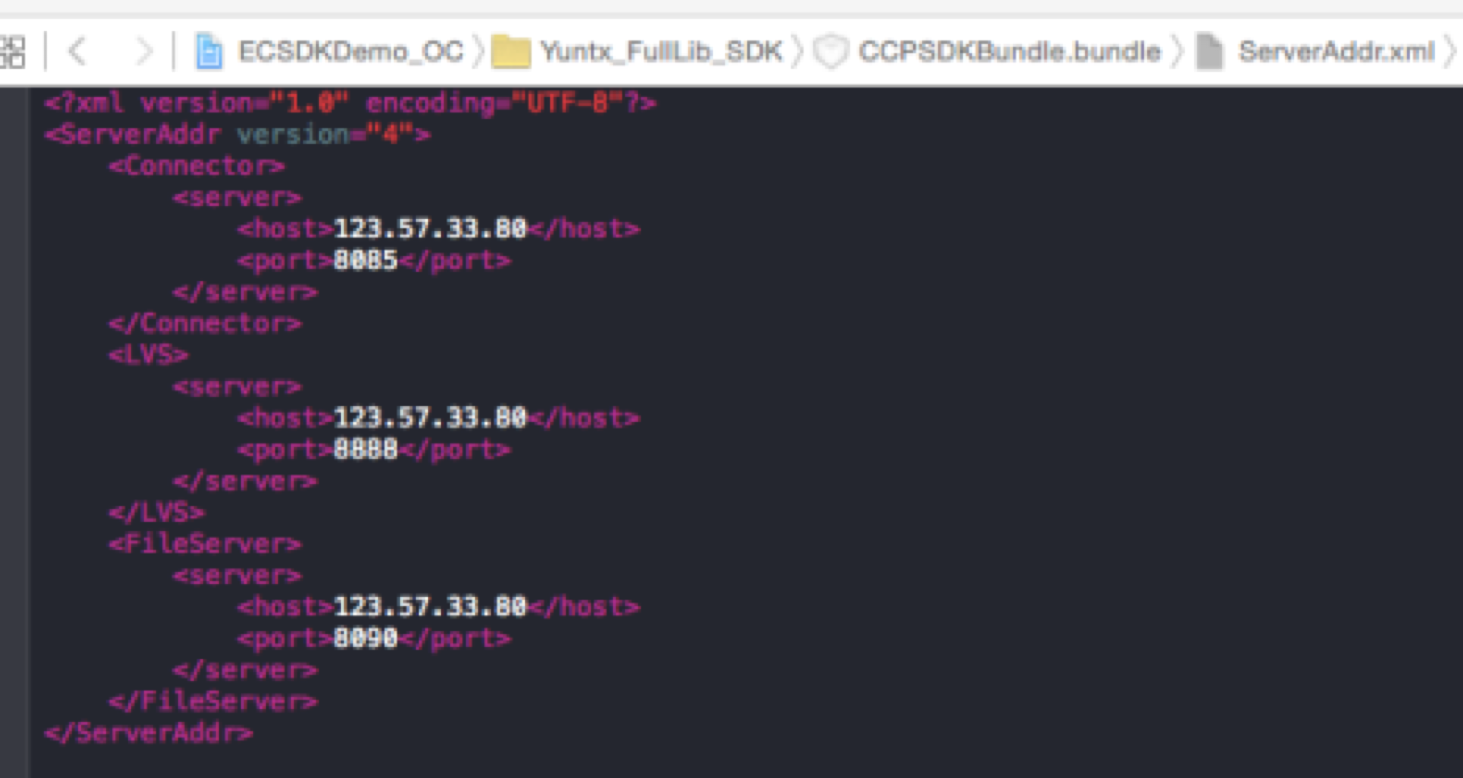 ECSDKDemo_OC 〉 Yuntx_FullLib_SDK 〉 CCPSDKBundle.bundle 〉 ServerAddr.xml 〉
<?xml version="1.0" encoding="UTF-8"?>
<ServerAddr version="4">
    <Connector>
        <server>
            <host>123.57.33.80</host>
            <port>8085</port>
        </server>
    </Connector>
    <LVS>
        <server>
            <host>123.57.33.80</host>
            <port>8888</port>
        </server>
    </LVS>
    <FileServer>
        <server>
            <host>123.57.33.80</host>
            <port>8090</port>
        </server>
    </FileServer>
</ServerAddr>